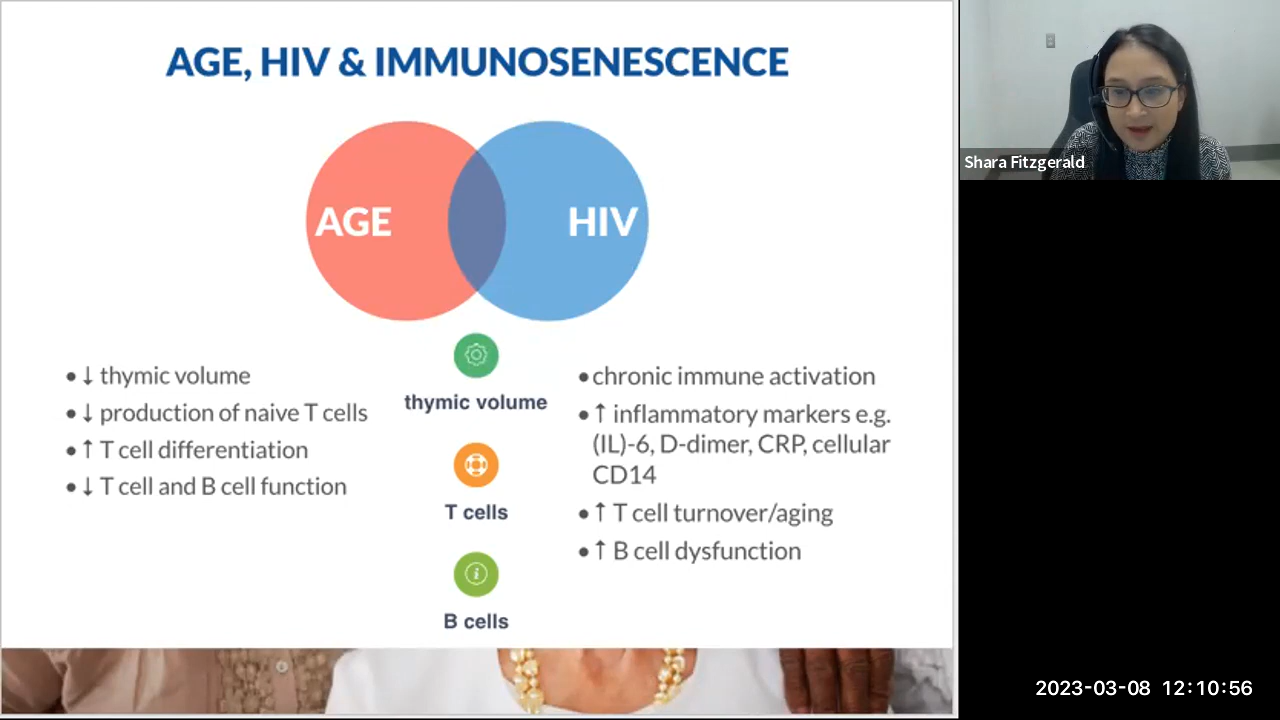 AGE, HIV & IMMUNOSENESCENCE
AGE
HIV
• ↓ thymic volume
• ↓ production of naive T cells
• ↑ T cell differentiation
• ↓ T cell and B cell function
thymic volume
T cells
B cells
• chronic immune activation
• ↑ inflammatory markers e.g.
(IL)-6, D-dimer, CRP, cellular
CD14
• ↑ T cell turnover/aging
• ↑ B cell dysfunction
Shara Fitzgerald
2023-03-08 12:10:56